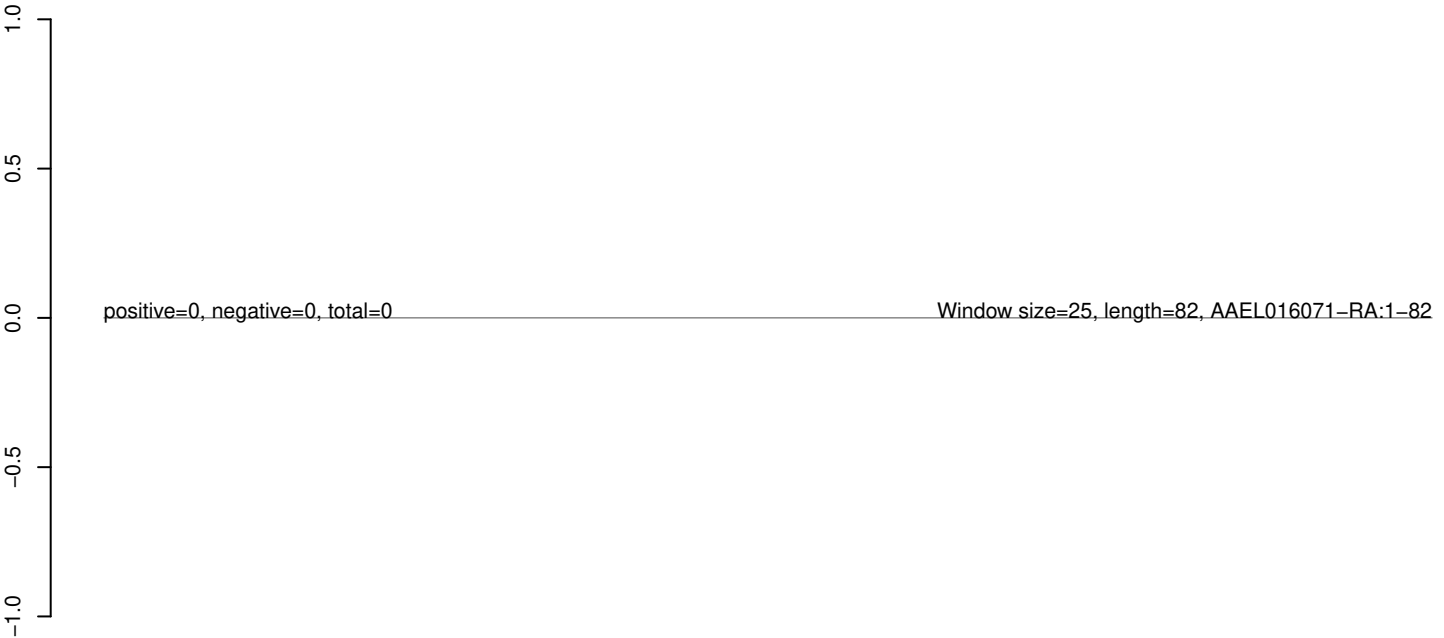 1.0
0.5
0.0
−0.5
−1.0
positive=0, negative=0, total=0
Window size=25, length=82, AAEL016071−RA:1−82